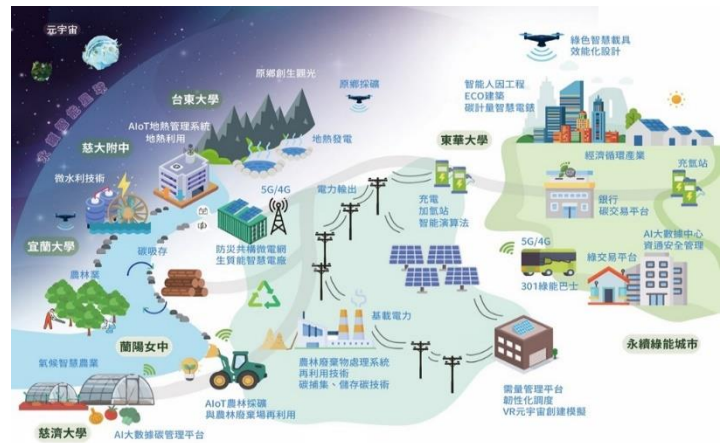 元宇宙
綠色智慧載具
效能化設計
原鄉創生觀光
原鄉採礦
台東大學
智能人因工程
ECO建築
碳計量智慧電錶
AIoT地熱管理系統
地熱利用
地熱發電
東華大學
慈大附中
經濟循環產業
充氫站
微水利技術
5G/4G
電力輸出
充電
加氫站
智能演算法
銀行
碳交易平台
宜蘭大學
碳吸存
防災共構微電網
生質能智慧電廠
5G/4G
AI大數據中心
資通安全管理
農林業
綠交易平台
301綠能巴士
基載電力
蘭陽女中
永續綠能城市
氣候智慧農業
農林廢棄物處理系統
再利用技術
碳捕集、儲存碳技術
需量管理平台
韌性化調度
VR元宇宙創建模擬
AIoT農林採礦
與農林廢棄場再利用
慈濟大學
AI大數據碳管理平台